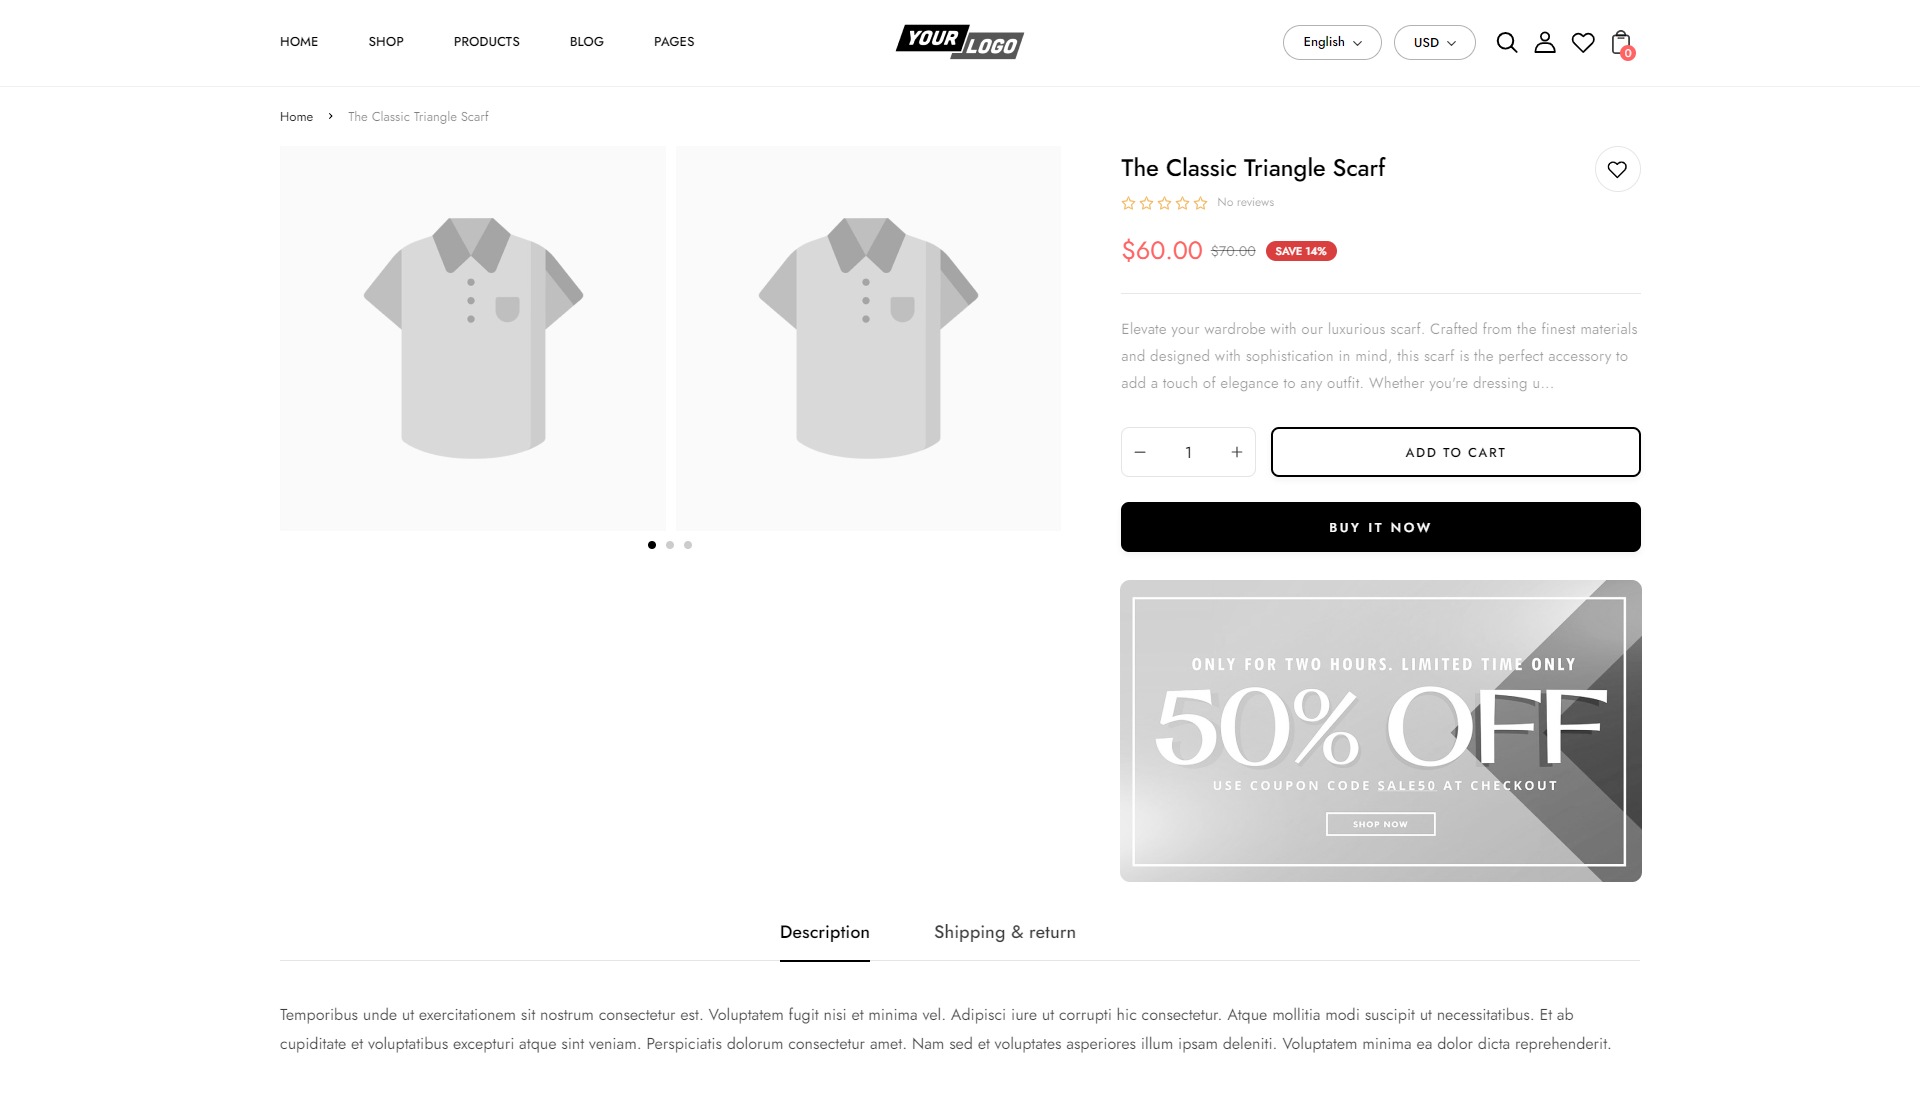 HOME SHOP PRODUCTS BLOG PAGES YOUR LOGO English USD 0
Home > The Classic Triangle Scarf
The Classic Triangle Scarf
No reviews
$60.00 $70.00 SAVE 14%
Elevate your wardrobe with our luxurious scarf. Crafted from the finest materials
and designed with sophistication in mind, this scarf is the perfect accessory to
add a touch of elegance to any outfit. Whether you're dressing u...
− 1 + ADD TO CART
BUY IT NOW
ONLY FOR TWO HOURS. LIMITED TIME ONLY
50% OFF
USE COUPON CODE SALE50 AT CHECKOUT
SHOP NOW
Description Shipping & return
Temporibus unde ut exercitationem sit nostrum consectetur est. Voluptatem fugit nisi et minima vel. Adipisci iure ut corrupti hic consectetur. Atque mollitia modi suscipit ut necessitatibus. Et ab
cupiditate et voluptatibus excepturi atque sint veniam. Perspiciatis dolorum consectetur amet. Nam sed et voluptates asperiores illum ipsam deleniti. Voluptatem minima ea dolor dicta reprehenderit.